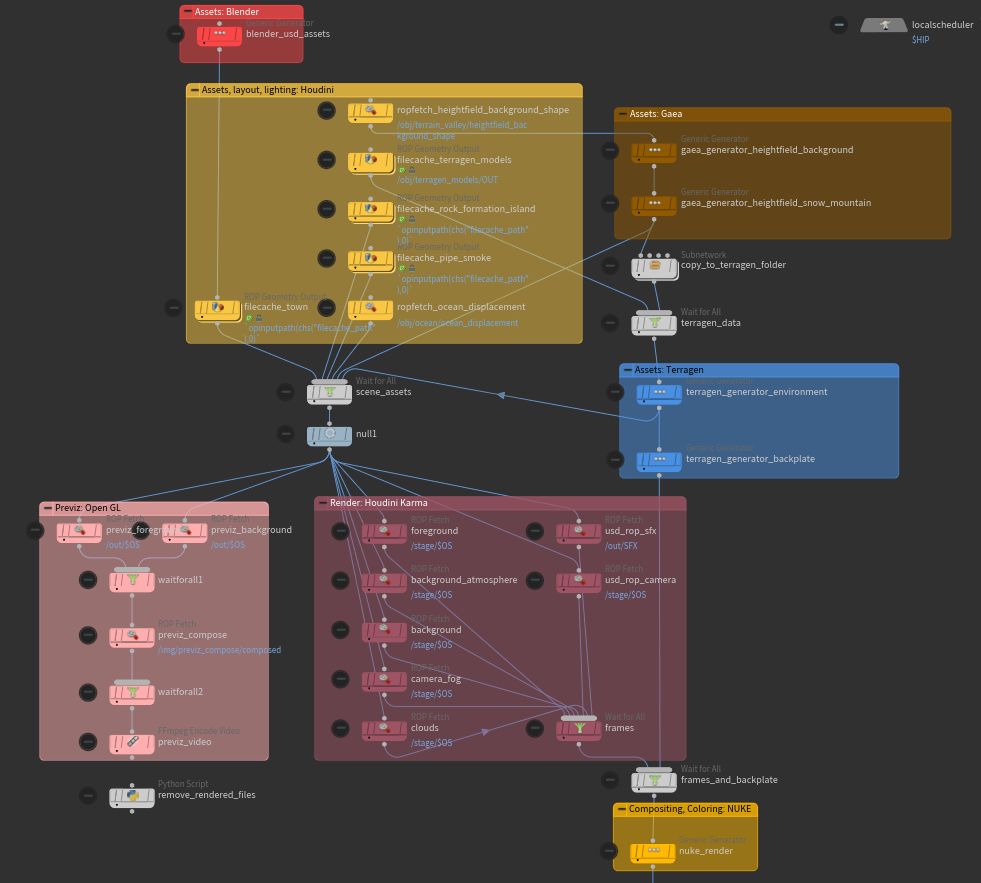 Assets: Blender
Generic Generator
blender_usd_assets
localscheduler
$HIP
Assets, layout, lighting: Houdini
ropfetch_heightfield_background_shape
/obj/terrain_valley/heightfield_bac
kground_shape
ROP Geometry Output
filecache_terragen_models
/obj/terragen_models/OUT
ROP Geometry Output
filecache_rock_formation_island
`opinputpath(chs("filecache_path"
),0)`
ROP Geometry Output
filecache_pipe_smoke
`opinputpath(chs("filecache_path"
),0)`
ROP Geometry Output
filecache_town
`opinputpath(chs("filecache_path"
),0)`
ropfetch_ocean_displacement
/obj/ocean/ocean_displacement
Assets: Gaea
Generic Generator
gaea_generator_heightfield_background
Generic Generator
gaea_generator_heightfield_snow_mountain
Subnetwork
copy_to_terragen_folder
Wait for All
terragen_data
Assets: Terragen
Generic Generator
terragen_generator_environment
Generic Generator
terragen_generator_backplate
Wait for All
scene_assets
null1
Previz: Open GL
ROP Fetch
previz_foregr
/out/$OS
ROP Fetch
previz_background
/out/$OS
waitforall1
ROP Fetch
previz_compose
/img/previz_compose/composed
waitforall2
FFmpeg Encode Video
previz_video
Python Script
remove_rendered_files
Render: Houdini Karma
ROP Fetch
foreground
/stage/$OS
ROP Fetch
usd_rop_sfx
/out/SFX
ROP Fetch
background_atmosphere
/stage/$OS
ROP Fetch
usd_rop_camera
/stage/$OS
ROP Fetch
background
/stage/$OS
ROP Fetch
camera_fog
/stage/$OS
ROP Fetch
clouds
/stage/$OS
Wait for All
frames
Wait for All
frames_and_backplate
Compositing, Coloring: NUKE
Generic Generator
nuke_render